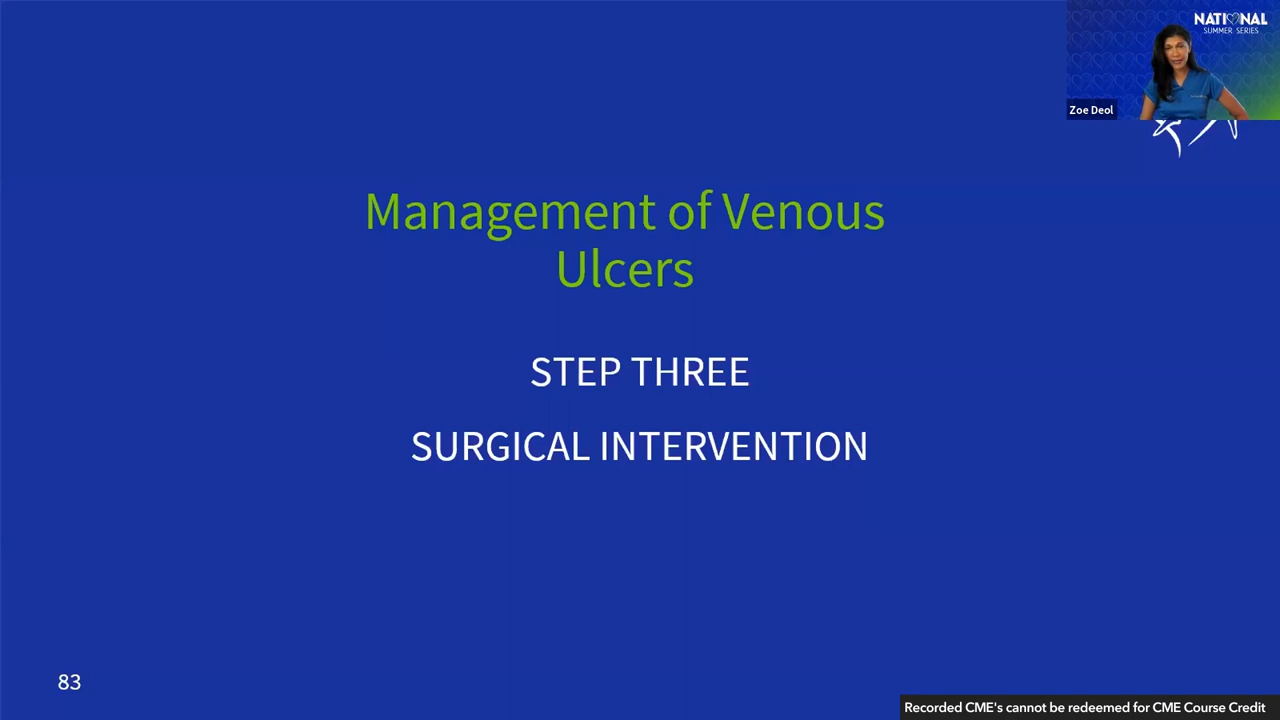 NATIONAL
SUMMER SERIES
Zoe Deol
Management of Venous
Ulcers
STEP THREE
SURGICAL INTERVENTION
83
Recorded CME's cannot be redeemed for CME Course Credit